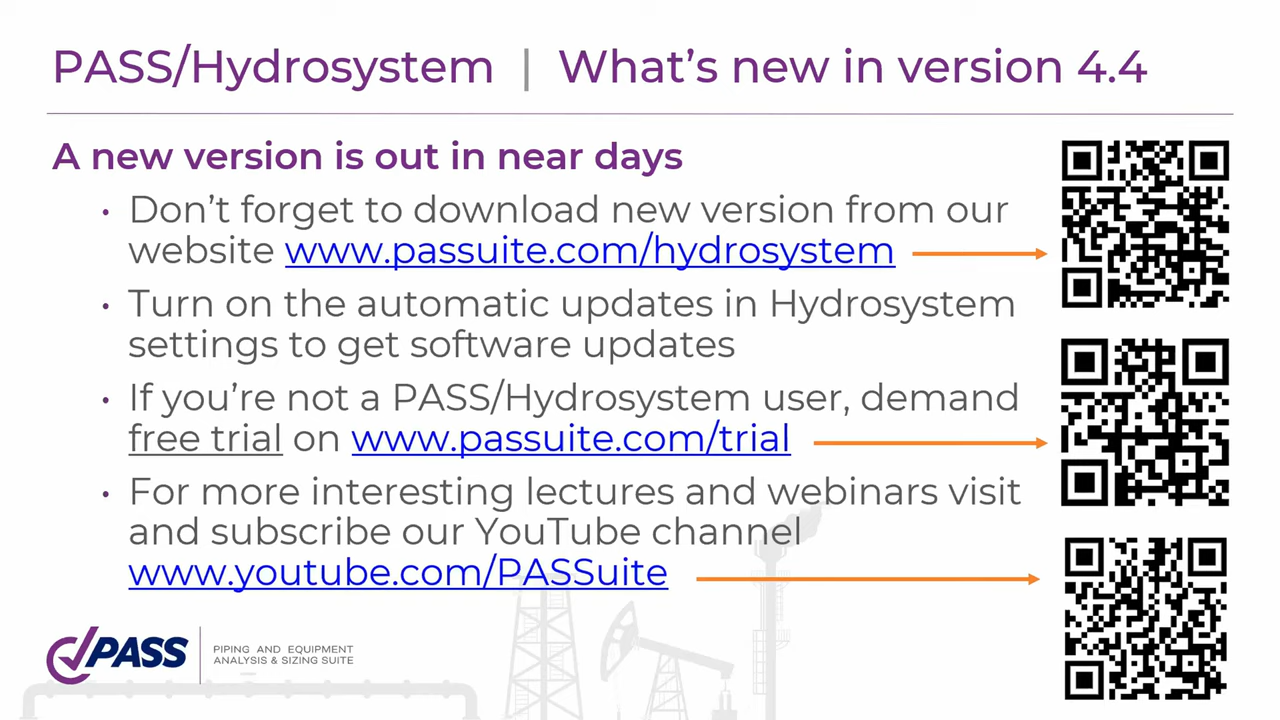 PASS/Hydrosystem | What's new in version 4.4
A new version is out in near days
• Don't forget to download new version from our
website www.passuite.com/hydrosystem
• Turn on the automatic updates in Hydrosystem
settings to get software updates
• If you're not a PASS/Hydrosystem user, demand
free trial on www.passuite.com/trial
• For more interesting lectures and webinars visit
and subscribe our YouTube channel
www.youtube.com/PASSuite
PASS
PIPING AND EQUIPMENT
ANALYSIS & SIZING SUITE